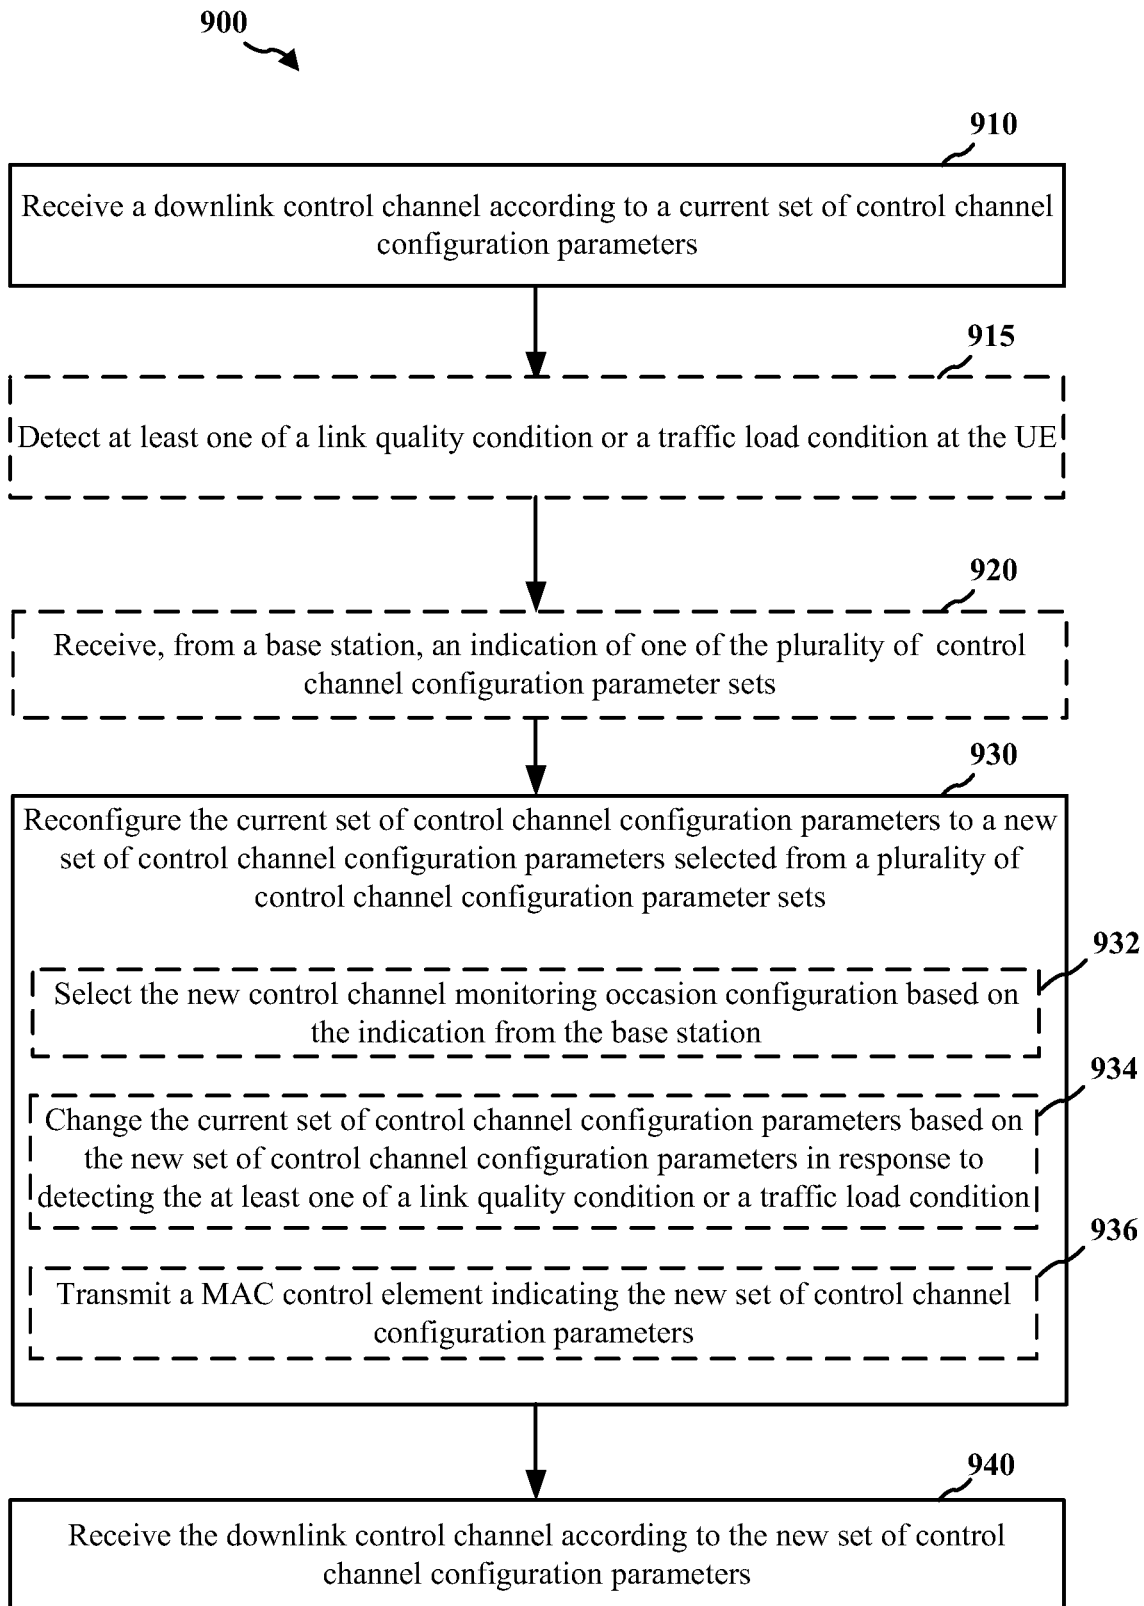 900
910
Receive a downlink control channel according to a current set of control channel
configuration parameters
915
Detect at least one of a link quality condition or a traffic load condition at the UE
920
Receive, from a base station, an indication of one of the plurality of control
channel configuration parameter sets
930
Reconfigure the current set of control channel configuration parameters to a new
set of control channel configuration parameters selected from a plurality of
control channel configuration parameter sets
932
Select the new control channel monitoring occasion configuration based on
the indication from the base station
934
Change the current set of control channel configuration parameters based on
the new set of control channel configuration parameters in response to
detecting the at least one of a link quality condition or a traffic load condition
936
Transmit a MAC control element indicating the new set of control channel
configuration parameters
940
Receive the downlink control channel according to the new set of control
channel configuration parameters